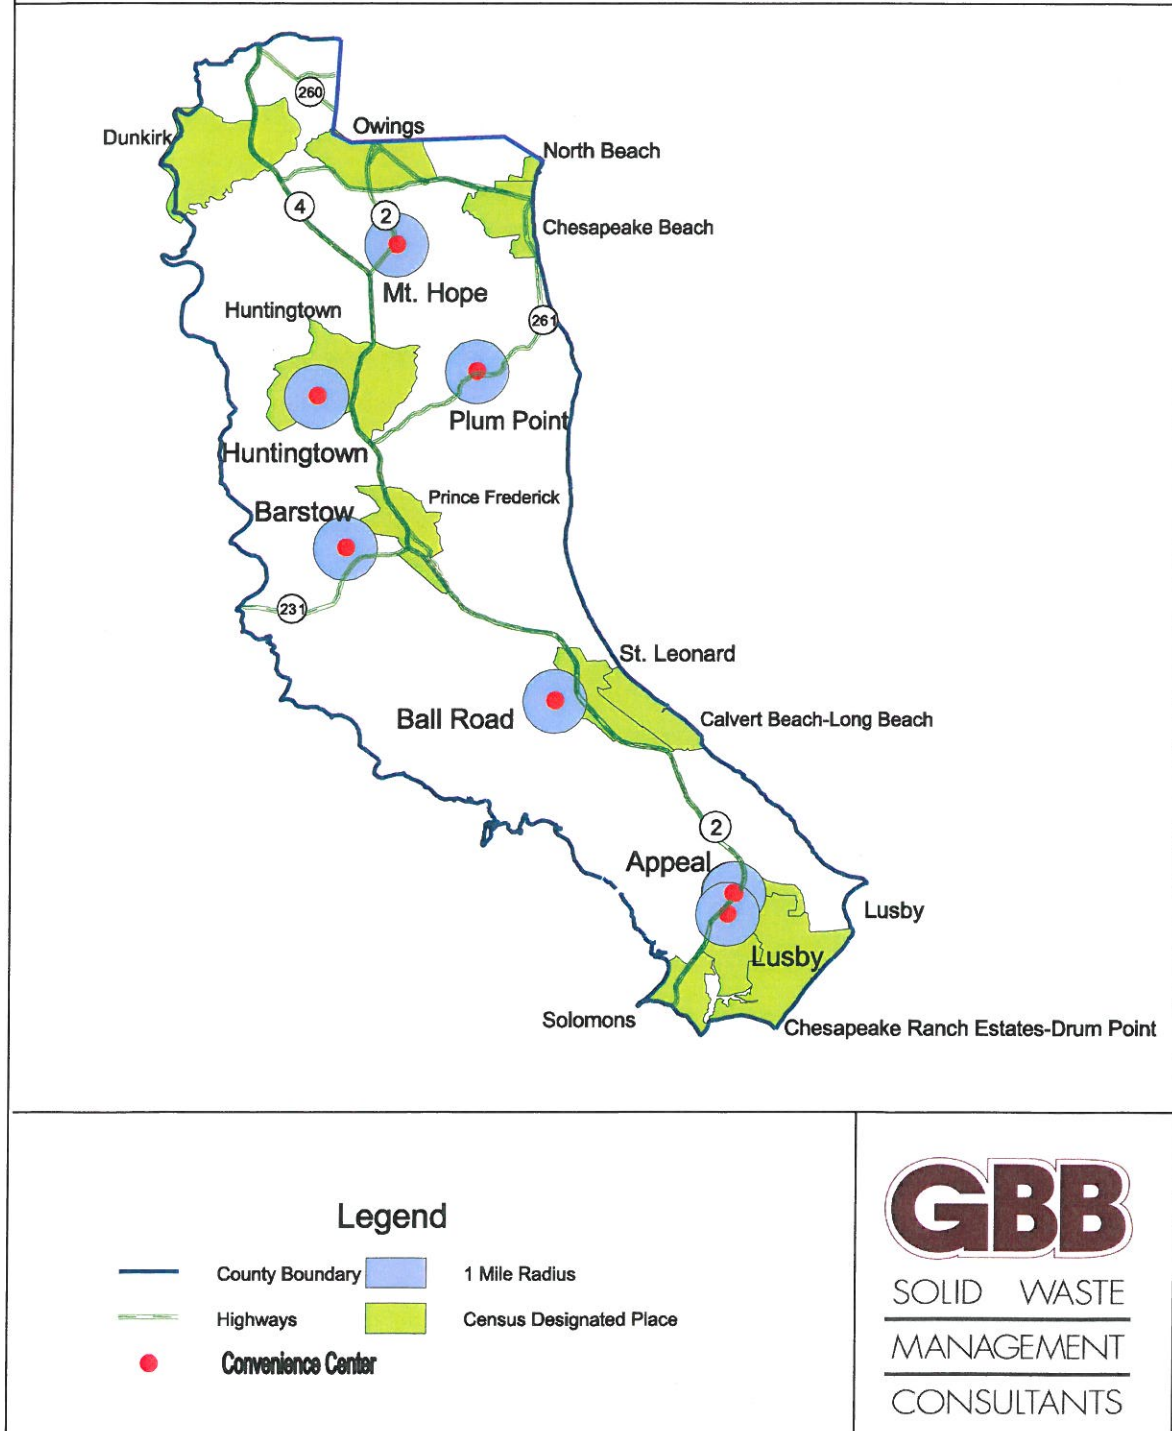 260
Owings
Dunkirk
North Beach
4
2
Chesapeake Beach
Mt. Hope
Huntingtown
261
Plum Point
Huntingtown
Prince Frederick
Barstow
231
St. Leonard
Ball Road
Calvert Beach-Long Beach
2
Appeal
Lusby
Lusby
Solomons
Chesapeake Ranch Estates-Drum Point
Legend
County Boundary
1 Mile Radius
Highways
Census Designated Place
Convenience Center
GBB
SOLID WASTE
MANAGEMENT
CONSULTANTS